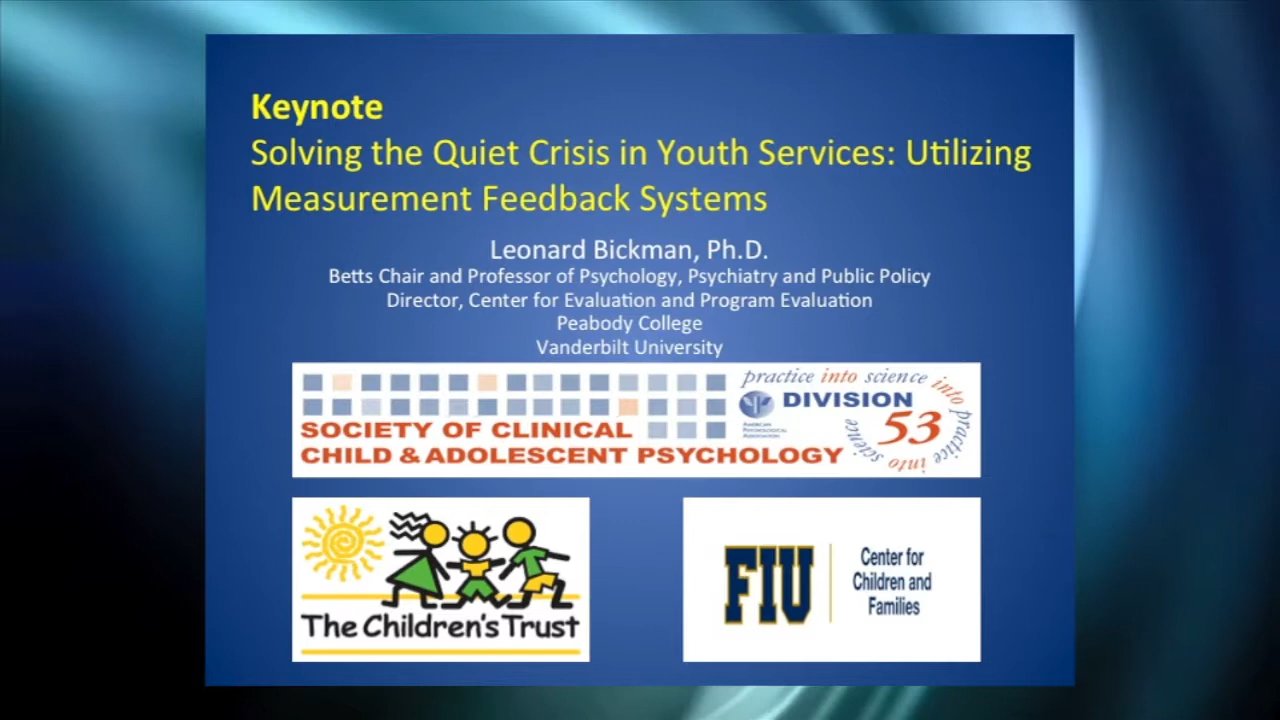 Keynote
Solving the Quiet Crisis in Youth Services: Utilizing
Measurement Feedback Systems
Leonard Bickman, Ph.D.
Betts Chair and Professor of Psychology, Psychiatry and Public Policy
Director, Center for Evaluation and Program Evaluation
Peabody College
Vanderbilt University
practice into science into practice into science
DIVISION
53
AMERICAN
PSYCHOLOGICAL
ASSOCIATION
SOCIETY OF CLINICAL
CHILD & ADOLESCENT PSYCHOLOGY
The Children's Trust
FIU
Center for
Children and
Families